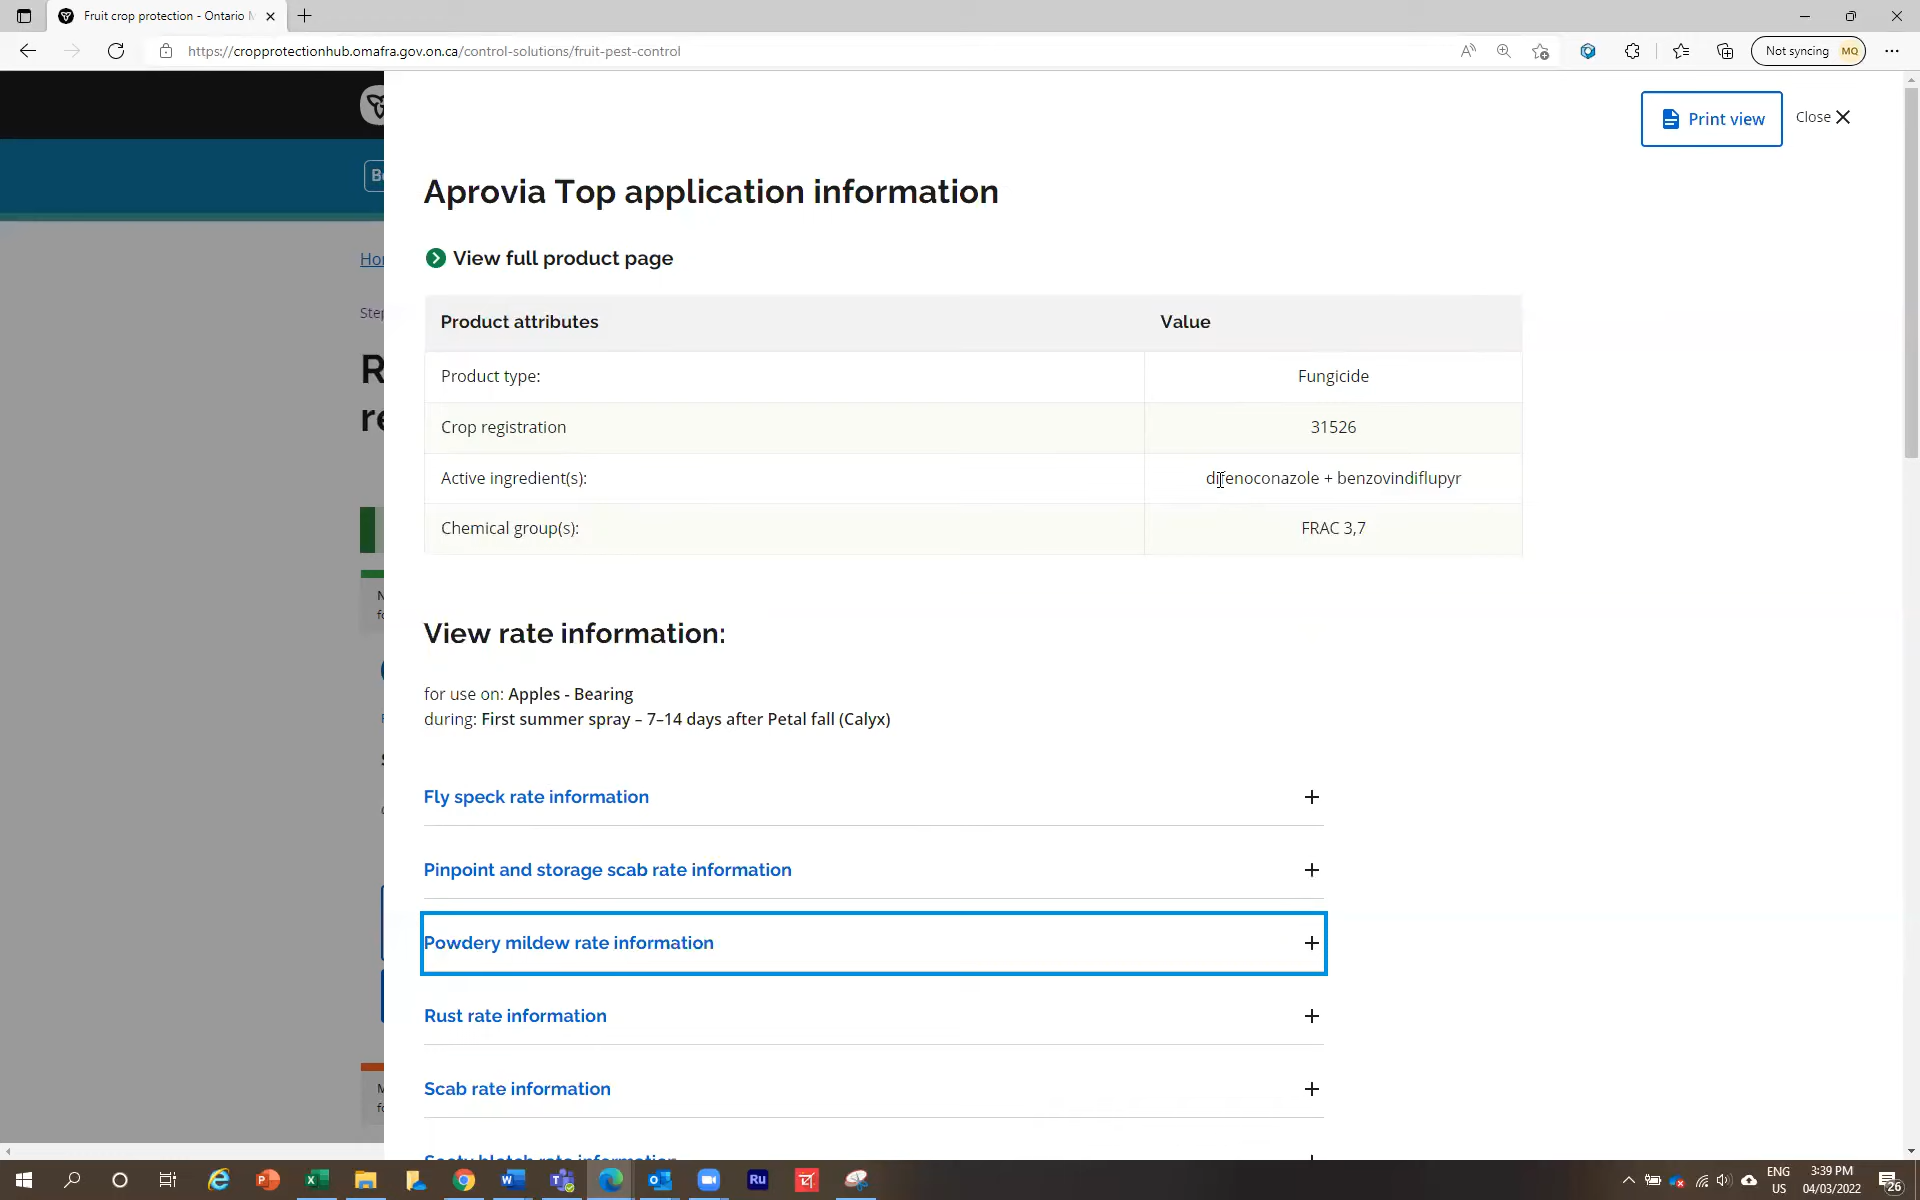 Fruit crop protection - Ontario
https://cropprotectionhub.omafra.gov.on.ca/control-solutions/fruit-pest-control
Not syncing MQ
Print view
Close
Aprovia Top application information
View full product page
Product attributes Value
Product type: Fungicide
Crop registration 31526
Active ingredient(s): difenoconazole + benzovindiflupyr
Chemical group(s): FRAC 3,7
View rate information:
for use on: Apples - Bearing
during: First summer spray – 7–14 days after Petal fall (Calyx)
Fly speck rate information
Pinpoint and storage scab rate information
Powdery mildew rate information
Rust rate information
Scab rate information
Ru
ENG
US
3:39 PM
04/03/2022
26